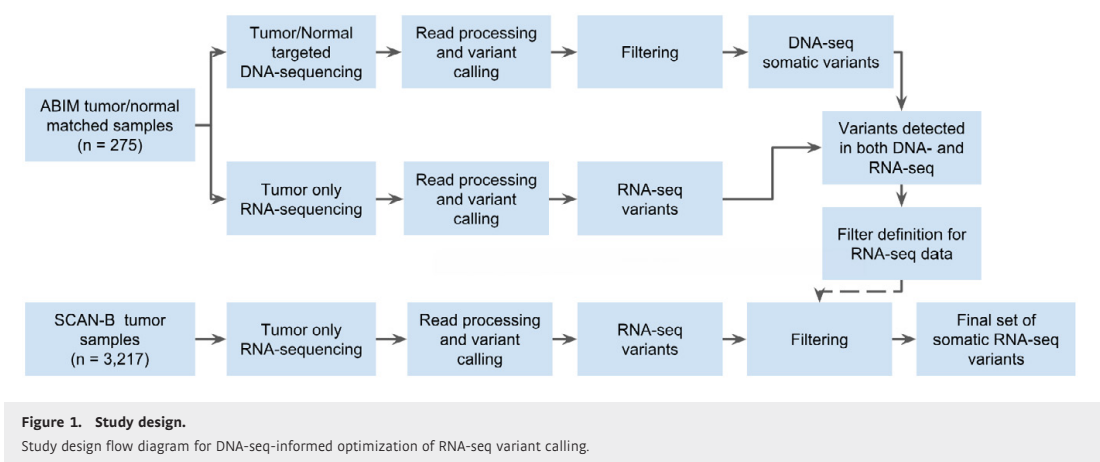 Tumor/Normal
targeted
DNA-sequencing
Read processing
and variant
calling
Filtering
DNA-seq
somatic variants
ABIM tumor/normal
matched samples
(n = 275)
Variants detected
in both DNA- and
RNA-seq
Tumor only
RNA-sequencing
Read processing
and variant
calling
RNA-seq
variants
Filter definition for
RNA-seq data
SCAN-B tumor
samples
(n = 3,217)
Tumor only
RNA-sequencing
Read processing
and variant
calling
RNA-seq
variants
Filtering
Final set of
somatic RNA-seq
variants
Figure 1. Study design.
Study design flow diagram for DNA-seq-informed optimization of RNA-seq variant calling.